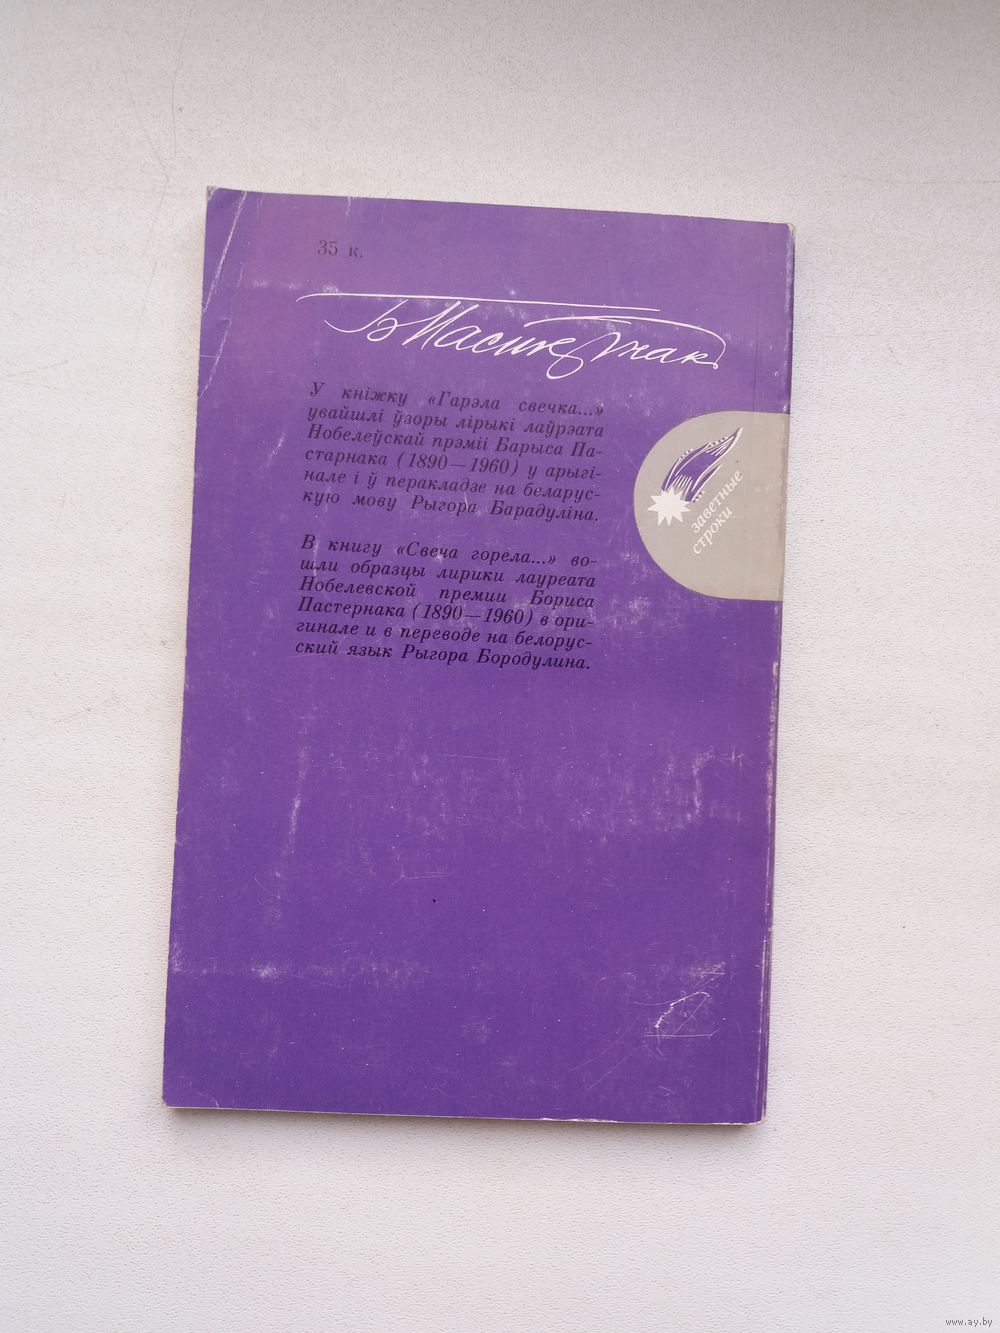 35 к.
Б Пастернак
У кніжку «Гарэла свечка...»
увайшлі ўзоры лірыкі лаўрэата
Нобелеўскай прэміі Барыса Па-
старнака (1890—1960) у арыгі-
нале і ў перакладзе на беларус-
кую мову Рыгора Барадуліна.
заветные
строки
В книгу «Свеча горела...» во-
шли образцы лирики лауреата
Нобелевской премии Бориса
Пастернака (1890—1960) в ори-
гинале и в переводе на белорус-
ский язык Рыгора Бородулина.
www.ay.by